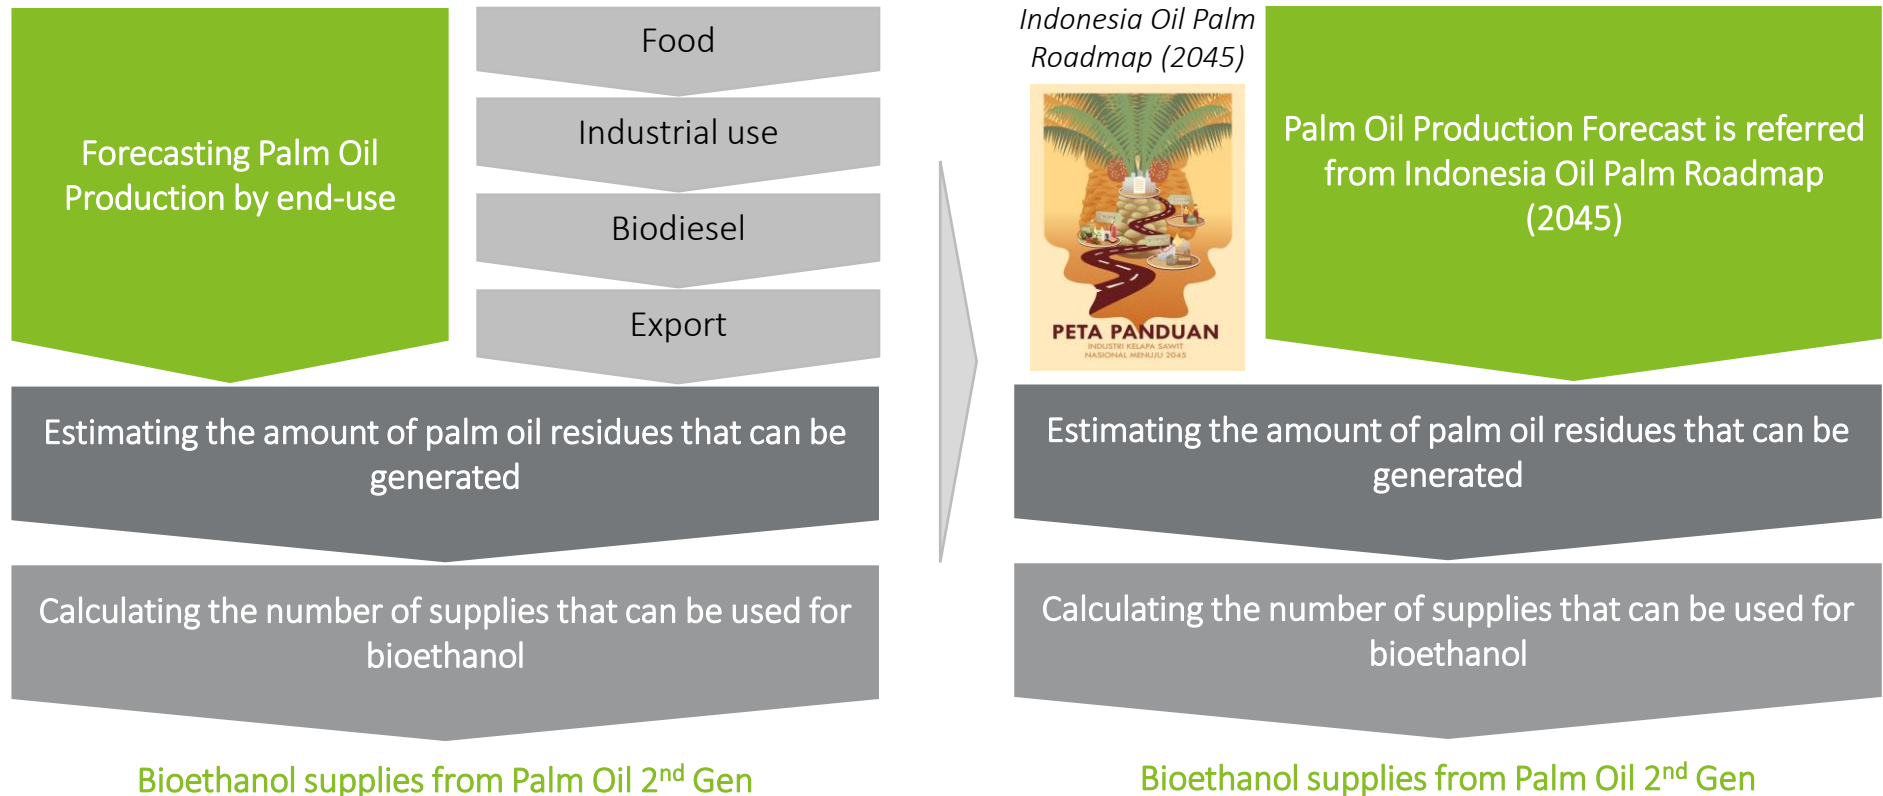 Forecasting Palm Oil
Production by end-use
Food
Industrial use
Biodiesel
Export
Estimating the amount of palm oil residues that can be
generated
Calculating the number of supplies that can be used for
bioethanol
Bioethanol supplies from Palm Oil 2nd Gen
Indonesia Oil Palm
Roadmap (2045)
PETA PANDUAN
INDUSTRI KELAPA SAWIT
NASIONAL MENUJU 2045
Palm Oil Production Forecast is referred
from Indonesia Oil Palm Roadmap
(2045)
Estimating the amount of palm oil residues that can be
generated
Calculating the number of supplies that can be used for
bioethanol
Bioethanol supplies from Palm Oil 2nd Gen